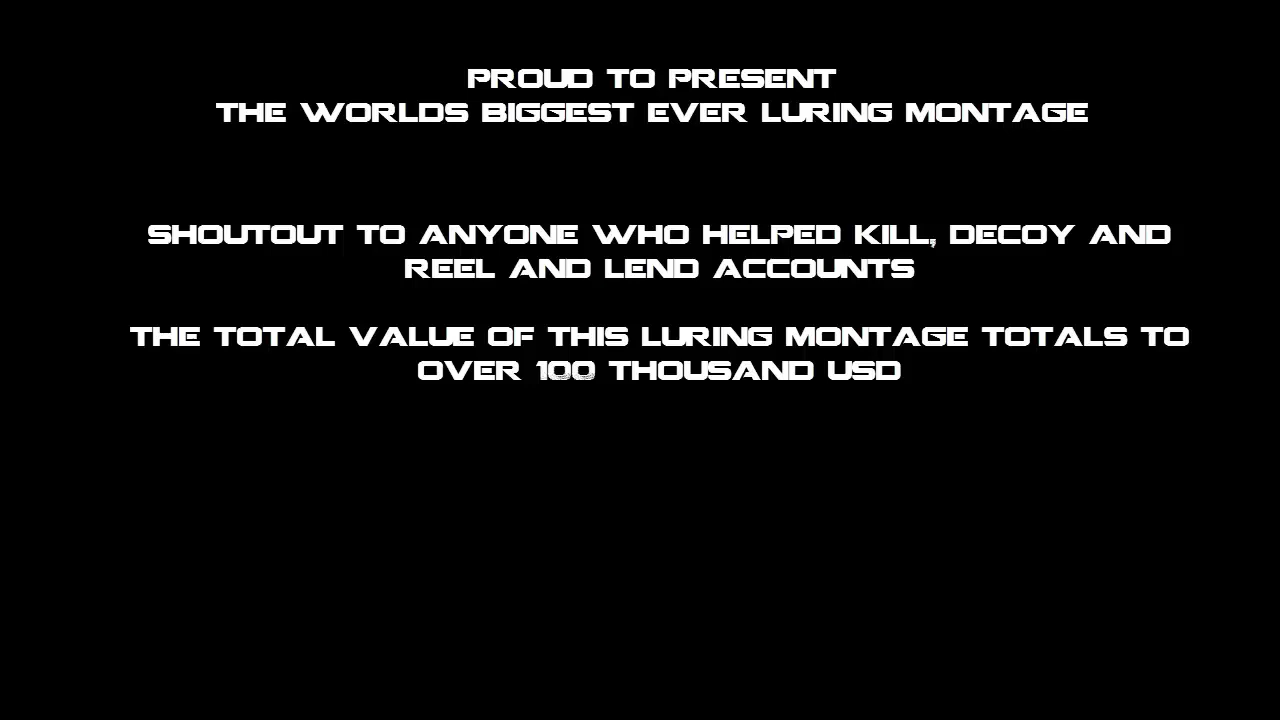 PROUD TO PRESENT
THE WORLDS BIGGEST EVER LURING MONTAGE
SHOUTOUT TO ANYONE WHO HELPED KILL, DECOY AND
REEL AND LEND ACCOUNTS
THE TOTAL VALUE OF THIS LURING MONTAGE TOTALS TO
OVER 100 THOUSAND USD